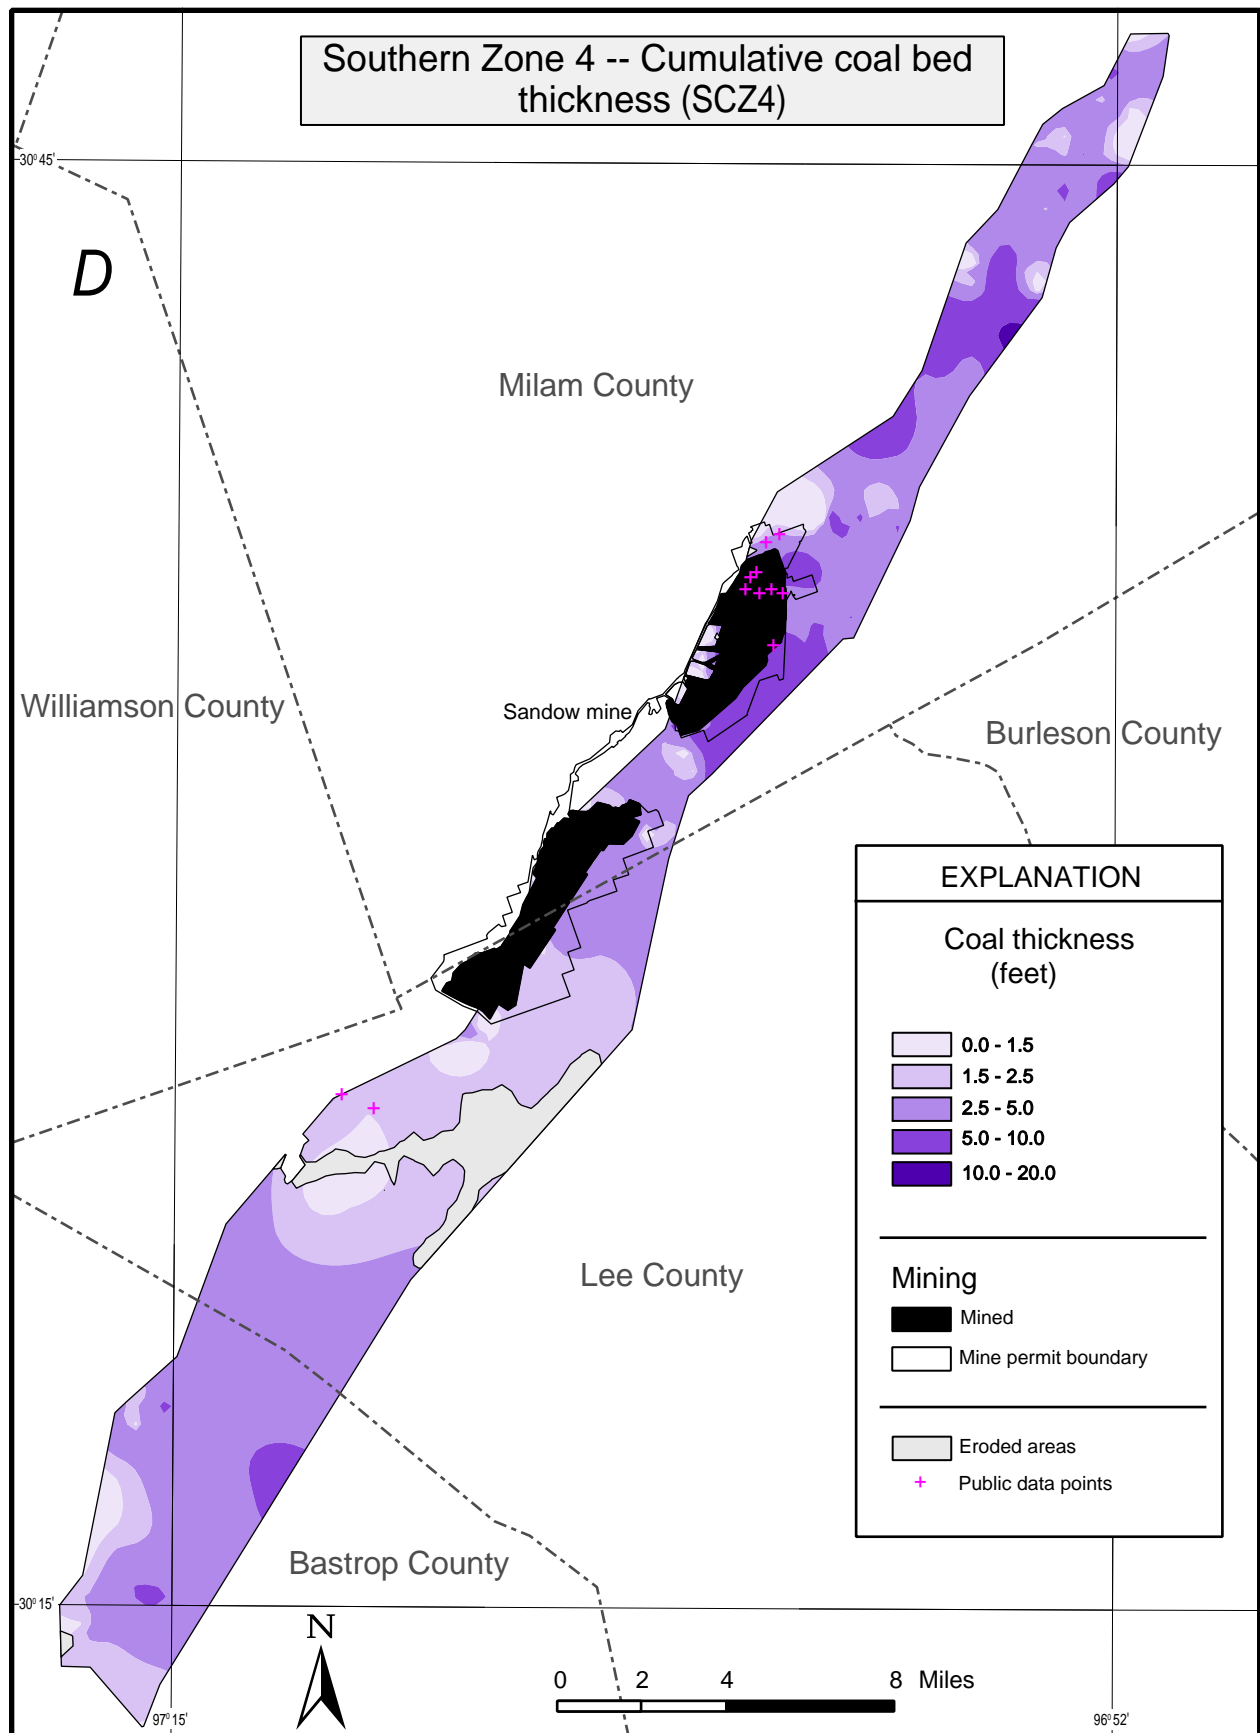 Southern Zone 4 -- Cumulative coal bed
thickness (SCZ4)
30°45'
D
Milam County
Williamson County
Sandow mine
Burleson County
EXPLANATION
Coal thickness
(feet)
0.0 - 1.5
1.5 - 2.5
2.5 - 5.0
5.0 - 10.0
10.0 - 20.0
Lee County
Mining
Mined
Mine permit boundary
Eroded areas
Public data points
Bastrop County
30°15'
N
0 2 4 8 Miles
97°15'
96°52'